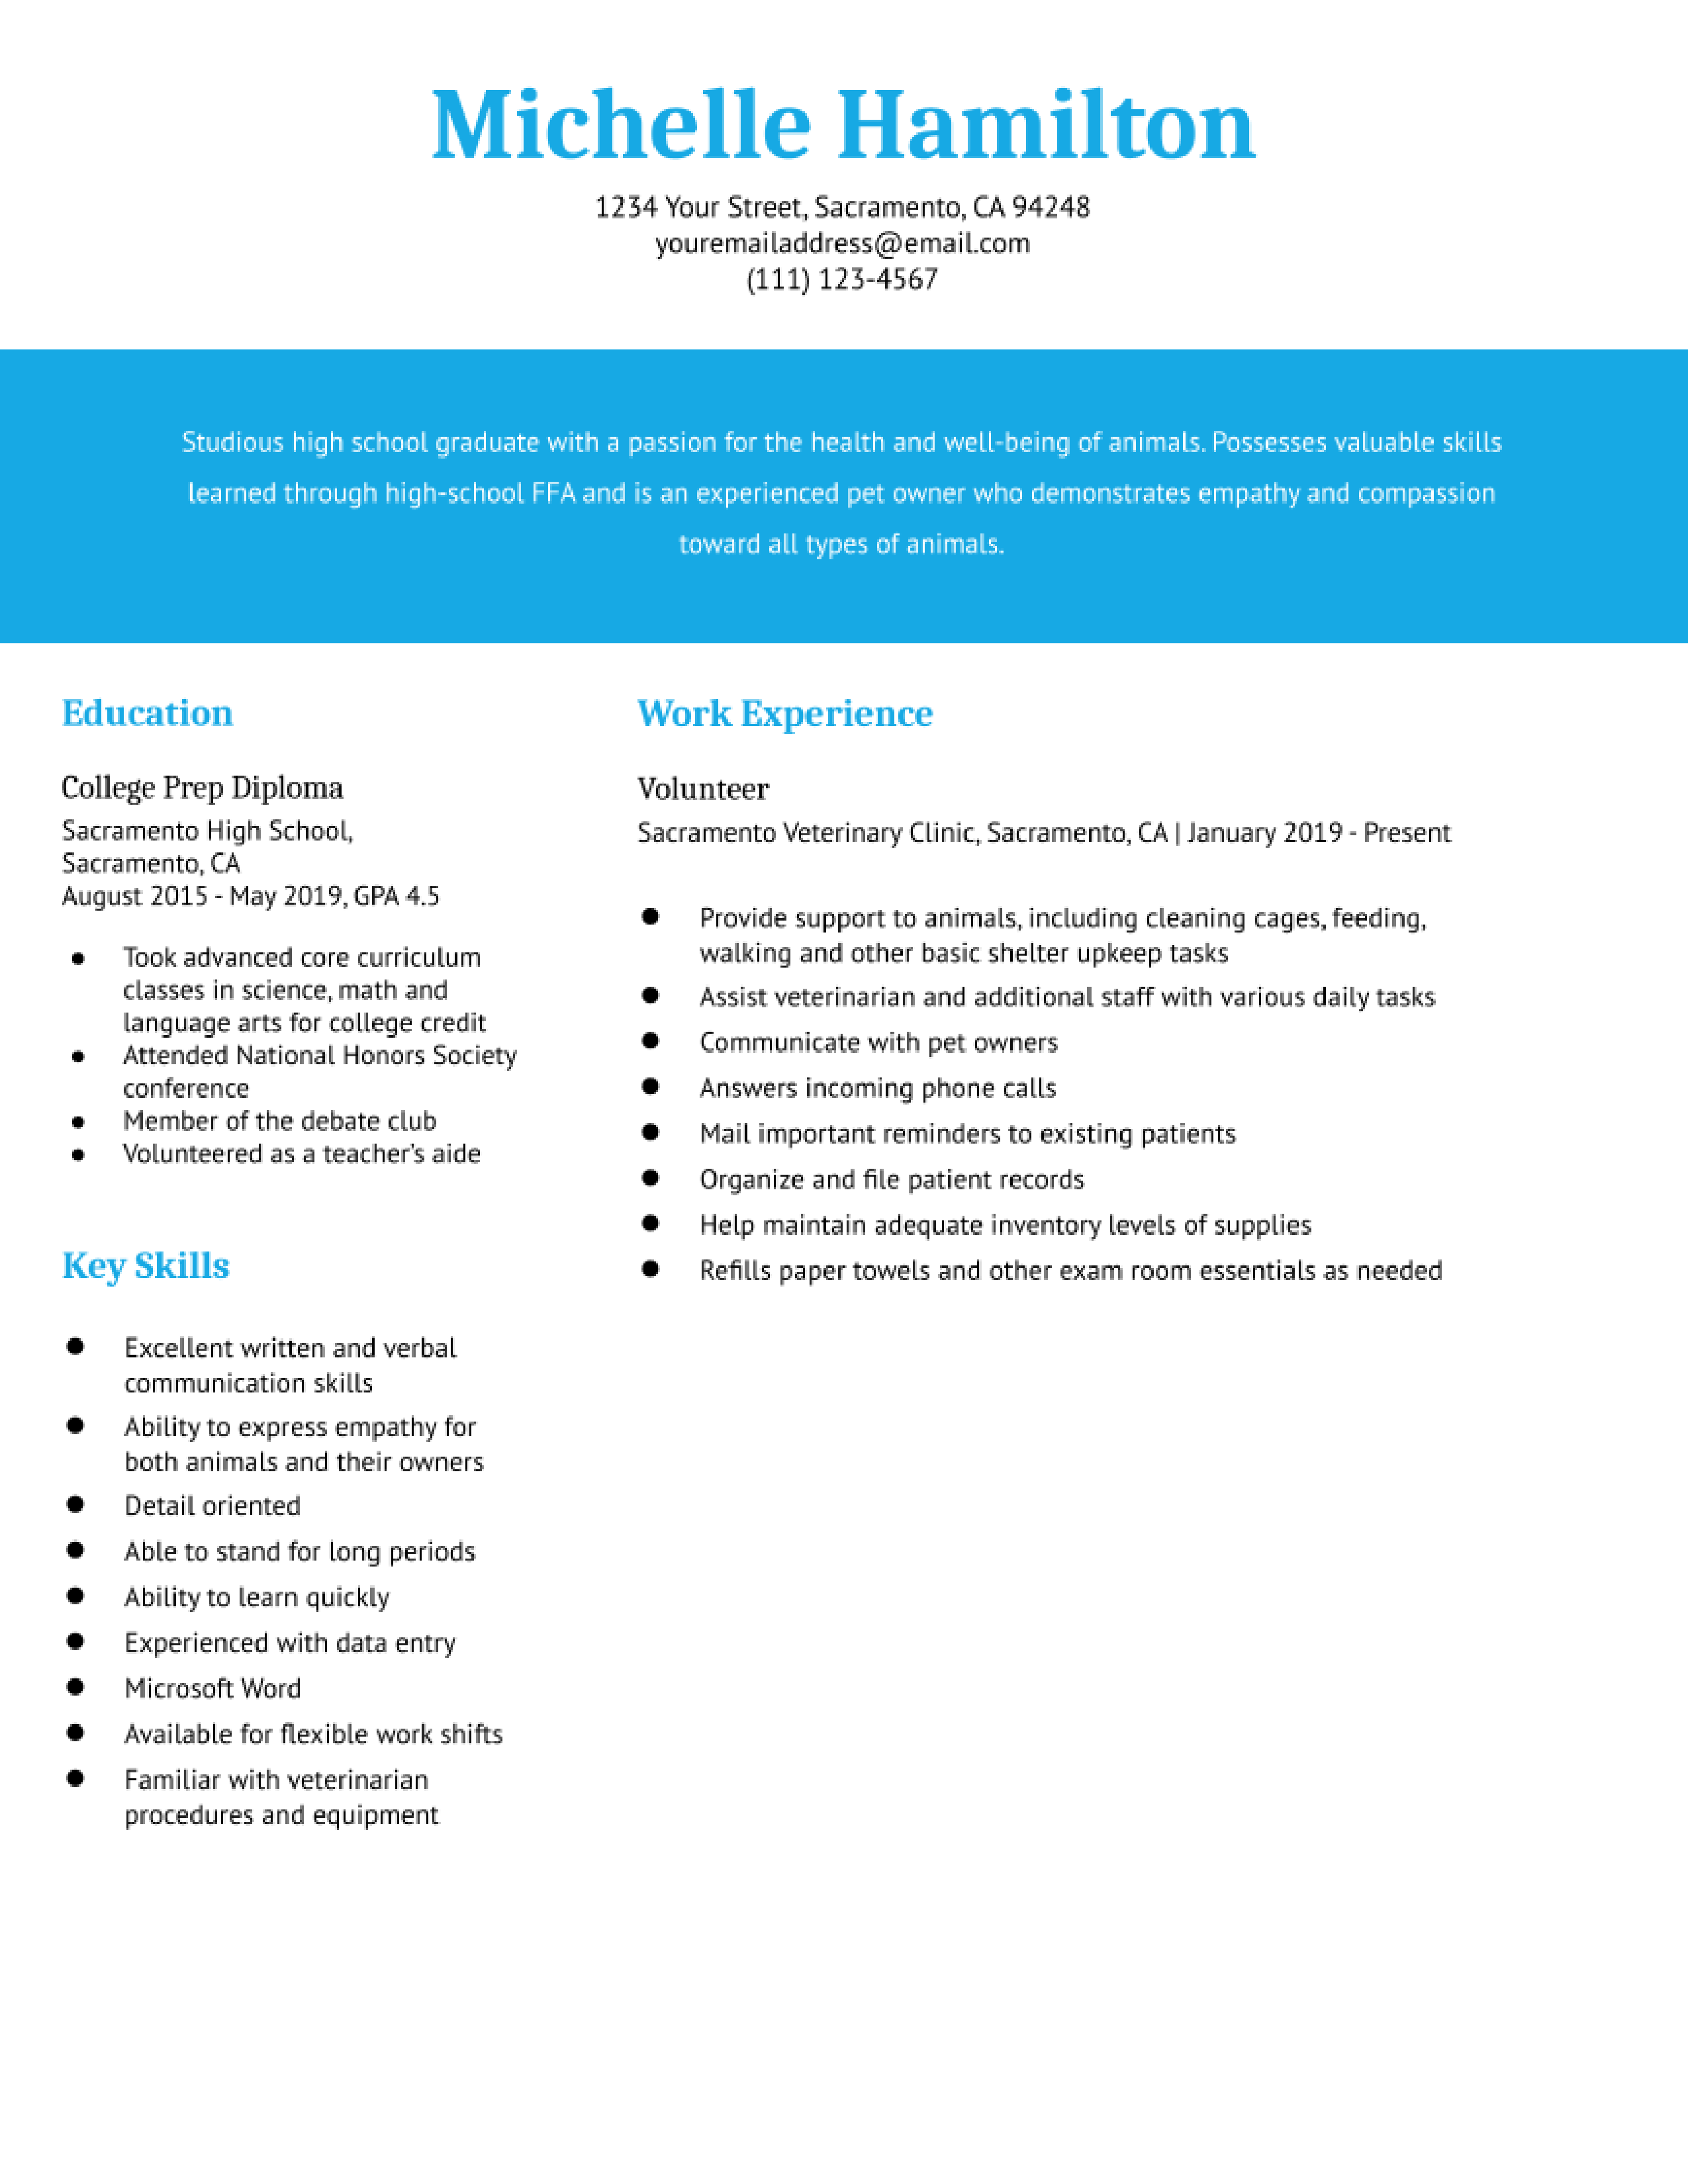 Michelle Hamilton
1234 Your Street, Sacramento, CA 94248
youremailaddress@email.com
(111) 123-4567
Studious high school graduate with a passion for the health and well-being of animals. Possesses valuable skills
learned through high-school FFA and is an experienced pet owner who demonstrates empathy and compassion
toward all types of animals.
Education
College Prep Diploma
Sacramento High School,
Sacramento, CA
August 2015 - May 2019, GPA 4.5
● Took advanced core curriculum
classes in science, math and
language arts for college credit
● Attended National Honors Society
conference
● Member of the debate club
● Volunteered as a teacher's aide
Key Skills
● Excellent written and verbal
communication skills
● Ability to express empathy for
both animals and their owners
● Detail oriented
● Able to stand for long periods
● Ability to learn quickly
● Experienced with data entry
● Microsoft Word
● Available for flexible work shifts
● Familiar with veterinarian
procedures and equipment
Work Experience
Volunteer
Sacramento Veterinary Clinic, Sacramento, CA | January 2019 - Present
● Provide support to animals, including cleaning cages, feeding,
walking and other basic shelter upkeep tasks
● Assist veterinarian and additional staff with various daily tasks
● Communicate with pet owners
● Answers incoming phone calls
● Mail important reminders to existing patients
● Organize and file patient records
● Help maintain adequate inventory levels of supplies
● Refills paper towels and other exam room essentials as needed